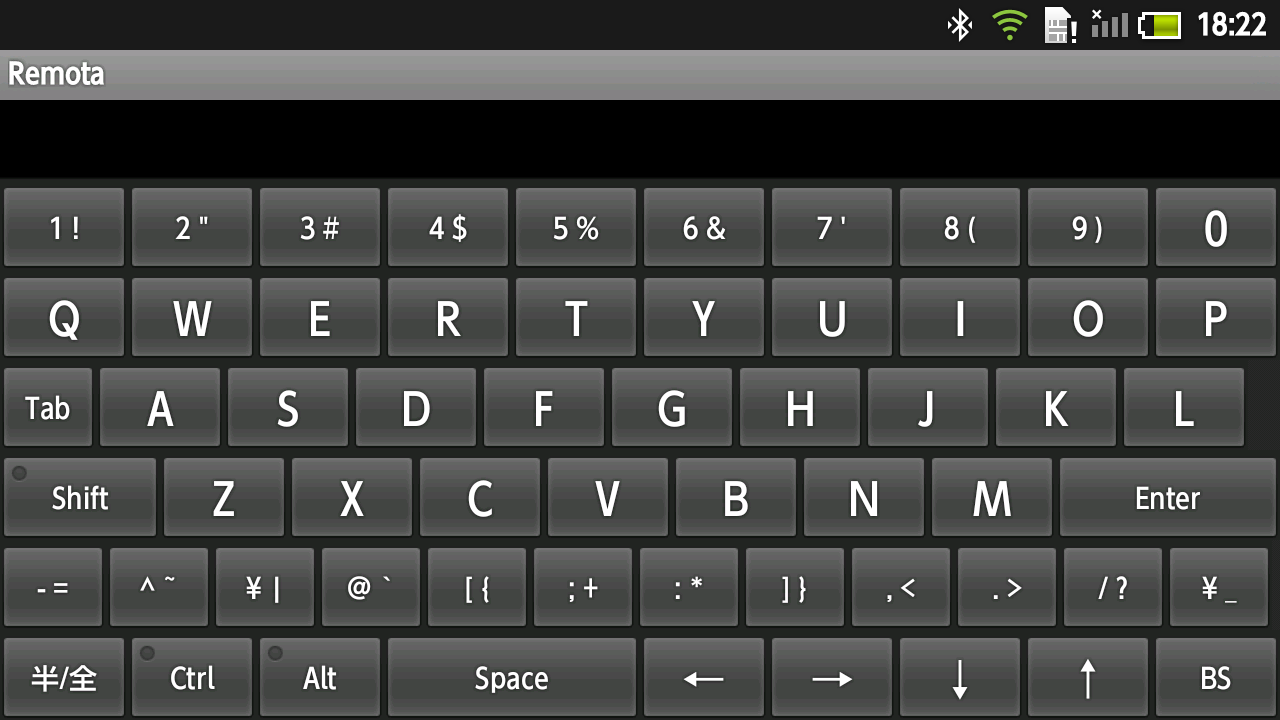 18:22
Remota
1 ! 2 " 3 # 4 $ 5 % 6 & 7 ' 8 ( 9 ) 0
Q W E R T Y U I O P
Tab A S D F G H J K L
Shift Z X C V B N M Enter
- = ^ ~ ¥ | @ ` [ { ; + : * ] } , < . > / ? ¥ _
半/全 Ctrl Alt Space ← → ↓ ↑ BS